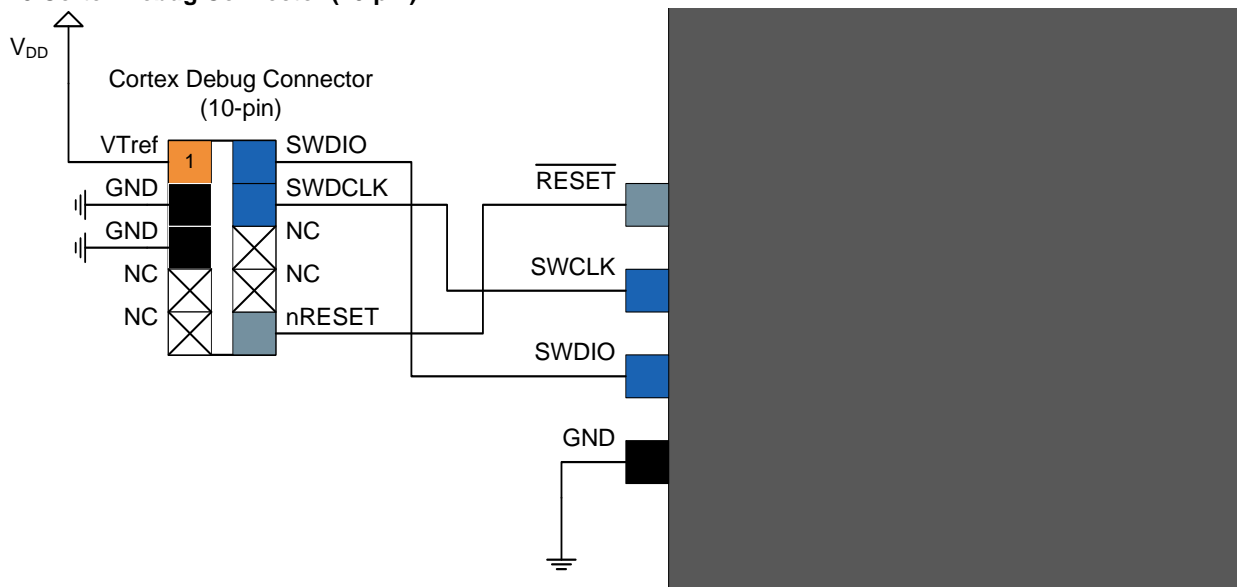 V_DD
Cortex Debug Connector
(10-pin)
VTref
1
SWDIO
GND
SWDCLK
GND
NC
NC
NC
NC
nRESET
RESET
SWCLK
SWDIO
GND